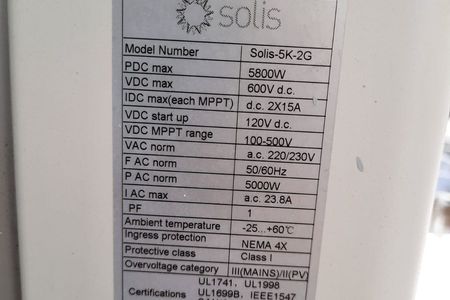 solis
Model Number Solis-5K-2G
PDC max 5800W
VDC max 600V d.c.
IDC max(each MPPT) d.c. 2X15A
VDC start up 120V d.c.
VDC MPPT range 100-500V
VAC norm a.c. 220/230V
F AC norm 50/60Hz
P AC norm 5000W
I AC max a.c. 23.8A
PF 1
Ambient temperature -25...+60℃
Ingress protection NEMA 4X
Protective class Class I
Overvoltage category III(MAINS)/II(PV)
UL1741, UL1998
Certifications UL1699B, IEEE1547